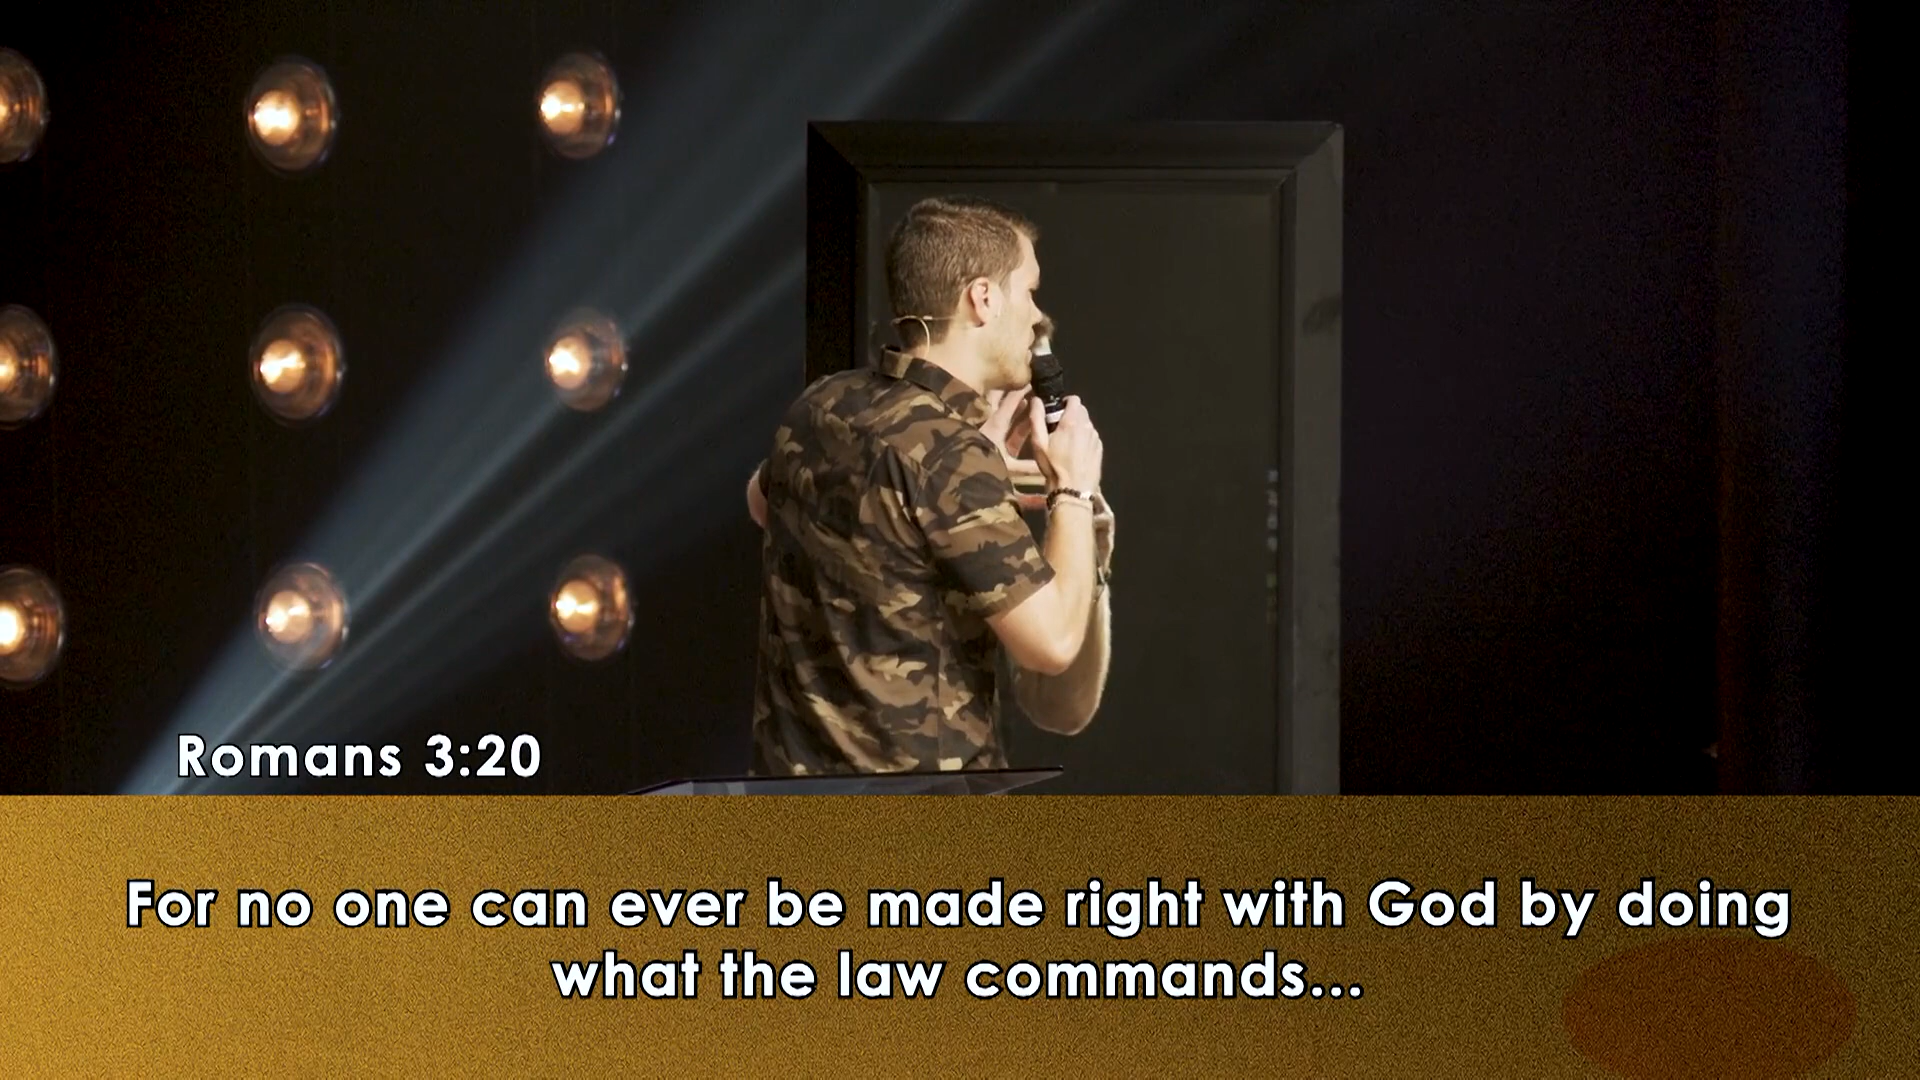 Romans 3:20
For no one can ever be made right with God by doing
what the law commands...